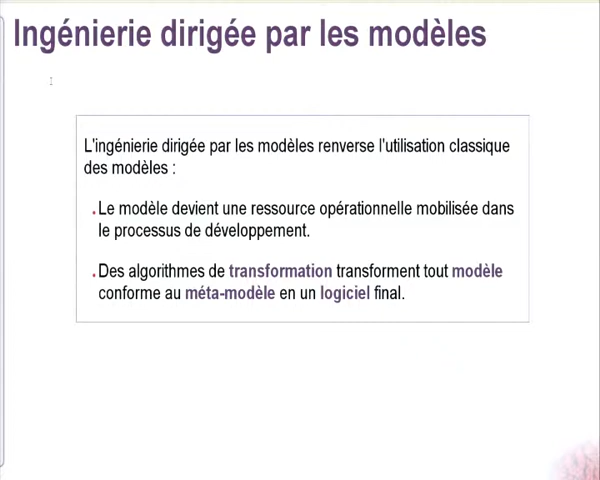 Ingénierie dirigée par les modèles
L'ingénierie dirigée par les modèles renverse l'utilisation classique
des modèles :
Le modèle devient une ressource opérationnelle mobilisée dans
le processus de développement.
Des algorithmes de transformation transforment tout modèle
conforme au méta-modèle en un logiciel final.